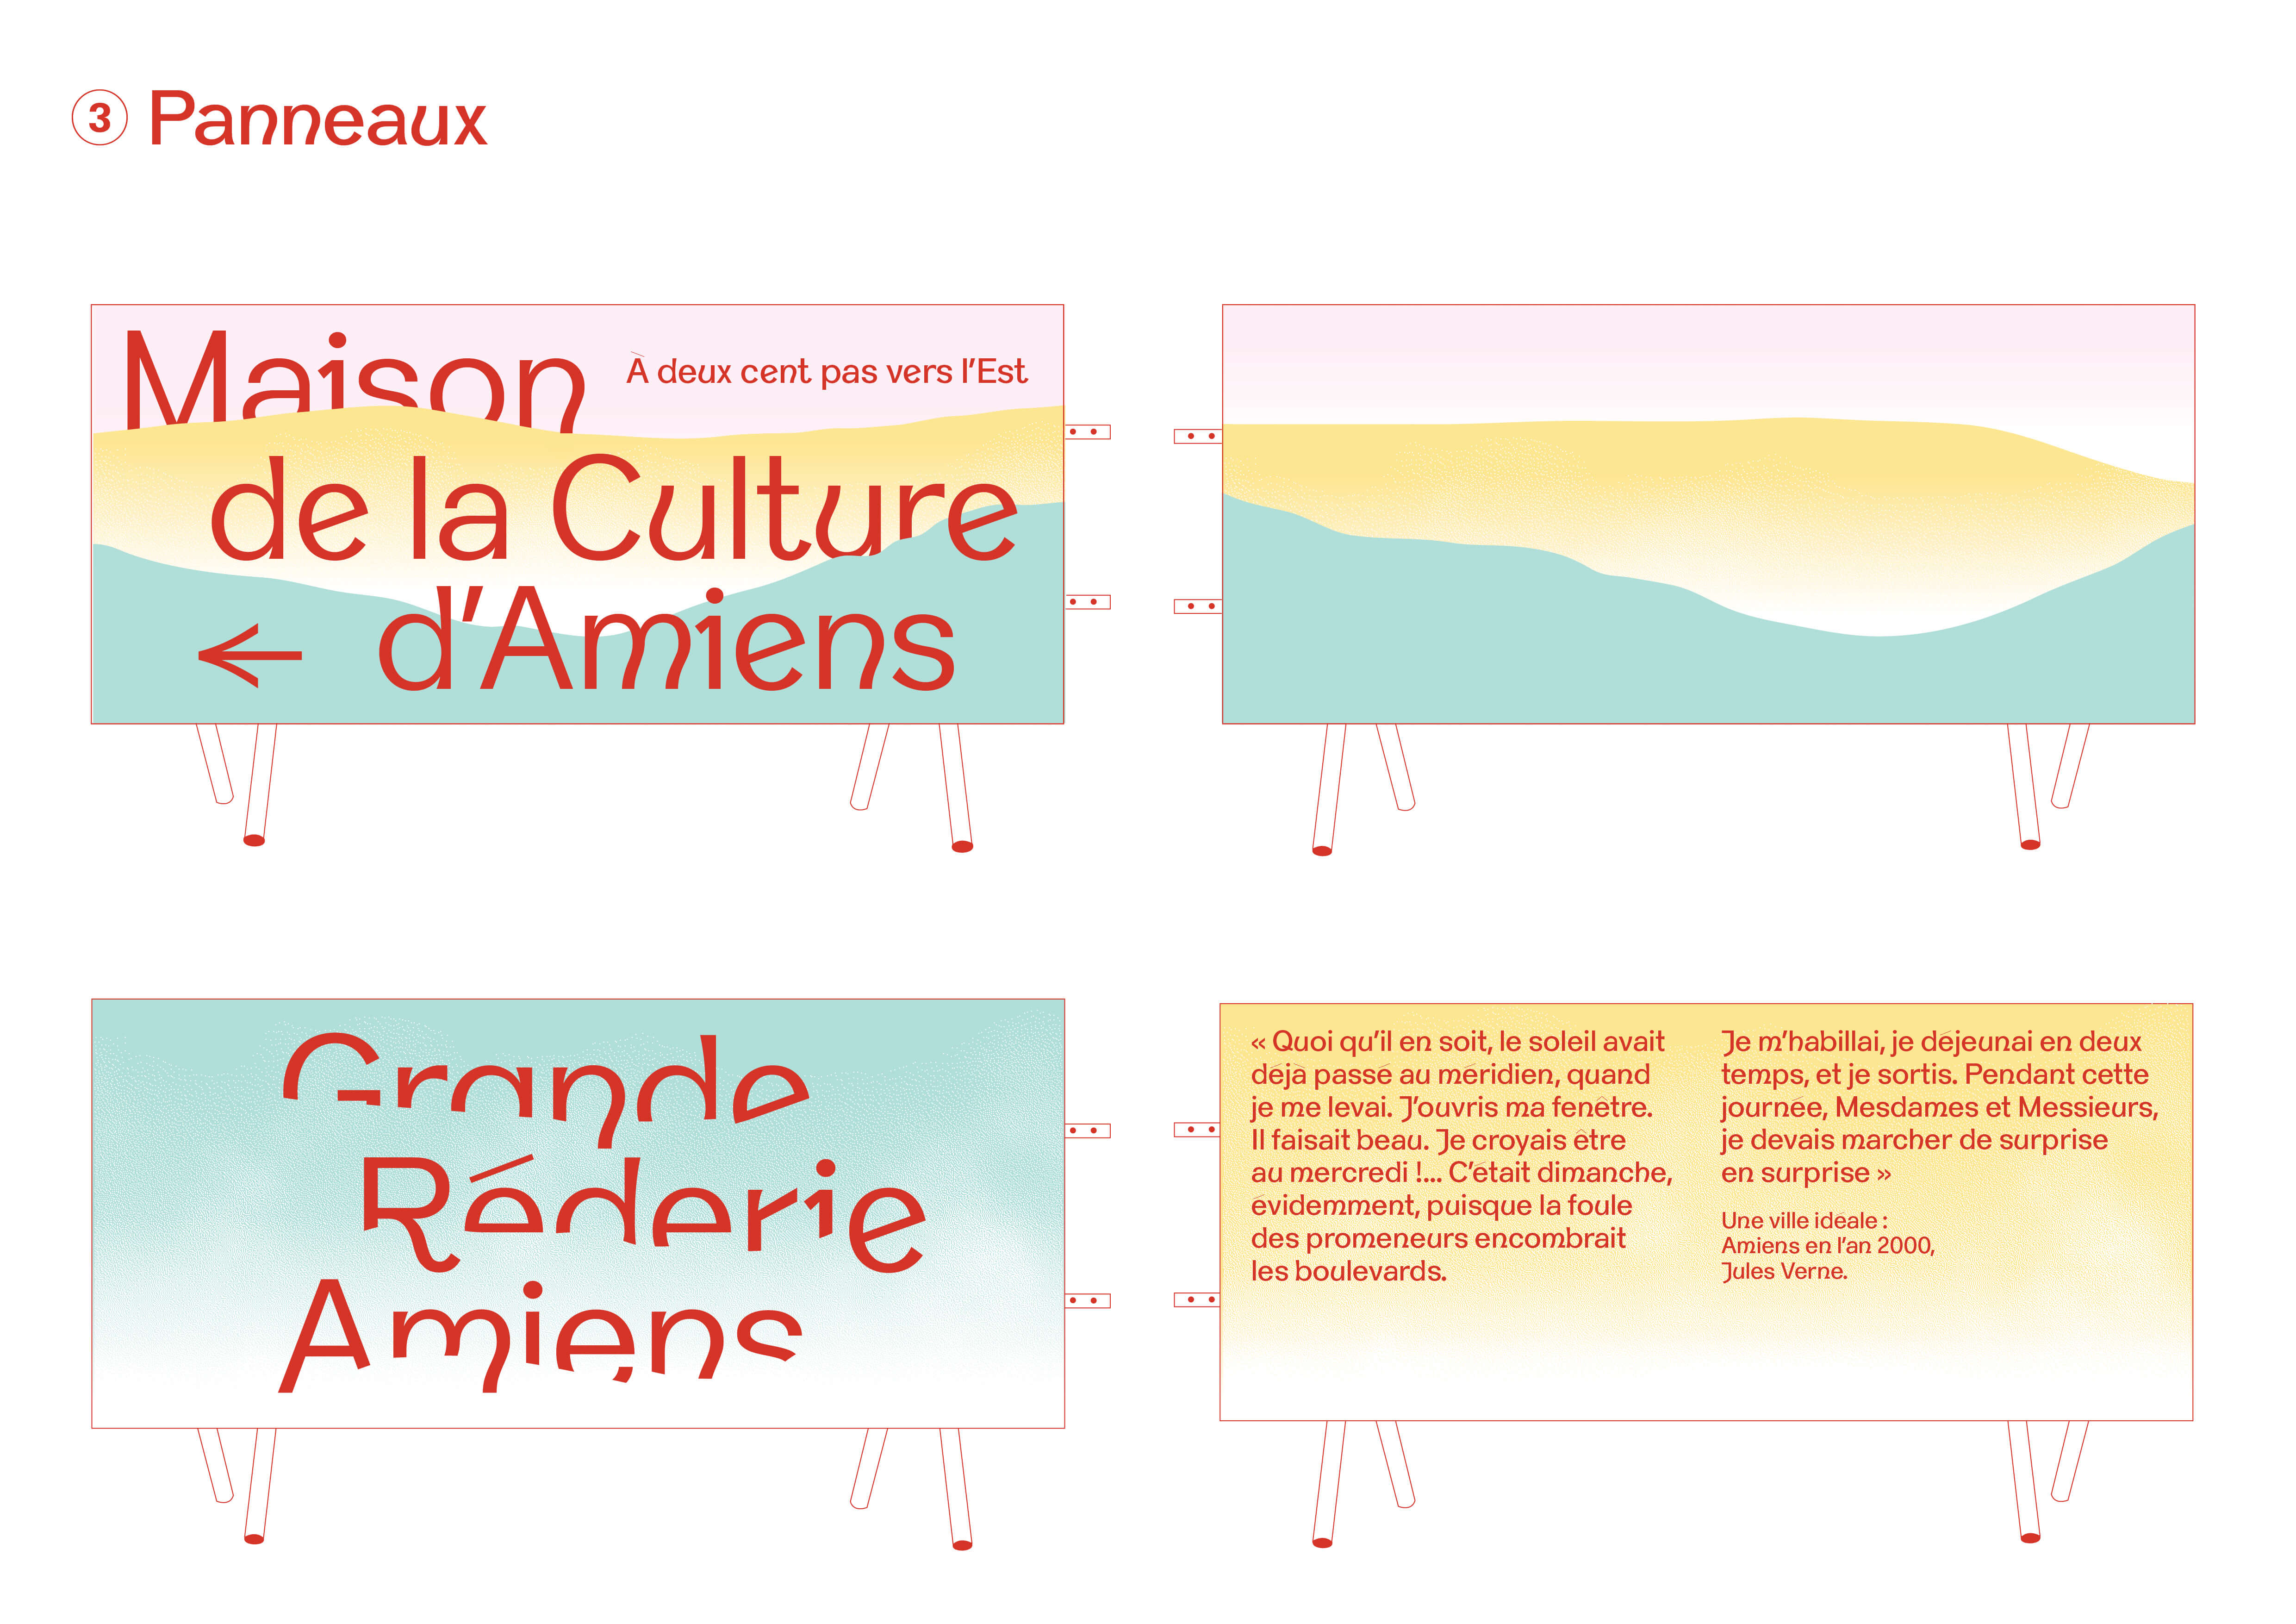 3 Panneaux
Maison
À deux cent pas vers l'Est
de la Culture
← d'Amiens
Grande
Réderie
Amiens
« Quoi qu'il en soit, le soleil avait
déjà passé au méridien, quand
je me levai. J'ouvris ma fenêtre.
Il faisait beau. Je croyais être
au mercredi !... C'était dimanche,
évidemment, puisque la foule
des promeneurs encombrait
les boulevards.
Je m'habillai, je déjeunai en deux
temps, et je sortis. Pendant cette
journée, Mesdames et Messieurs,
je devais marcher de surprise
en surprise »
Une ville idéale :
Amiens en l'an 2000,
Jules Verne.